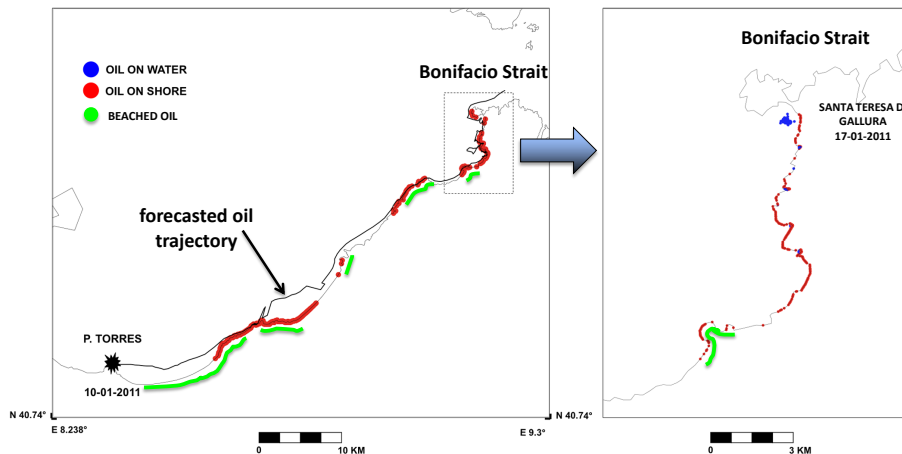 OIL ON WATER
OIL ON SHORE
BEACHED OIL
Bonifacio Strait
forecasted oil
trajectory
P. TORRES
10-01-2011
N 40.74°
E 8.238°
E 9.3°
0 10 KM
Bonifacio Strait
SANTA TERESA D
GALLURA
17-01-2011
N 40.74°
0 3 KM